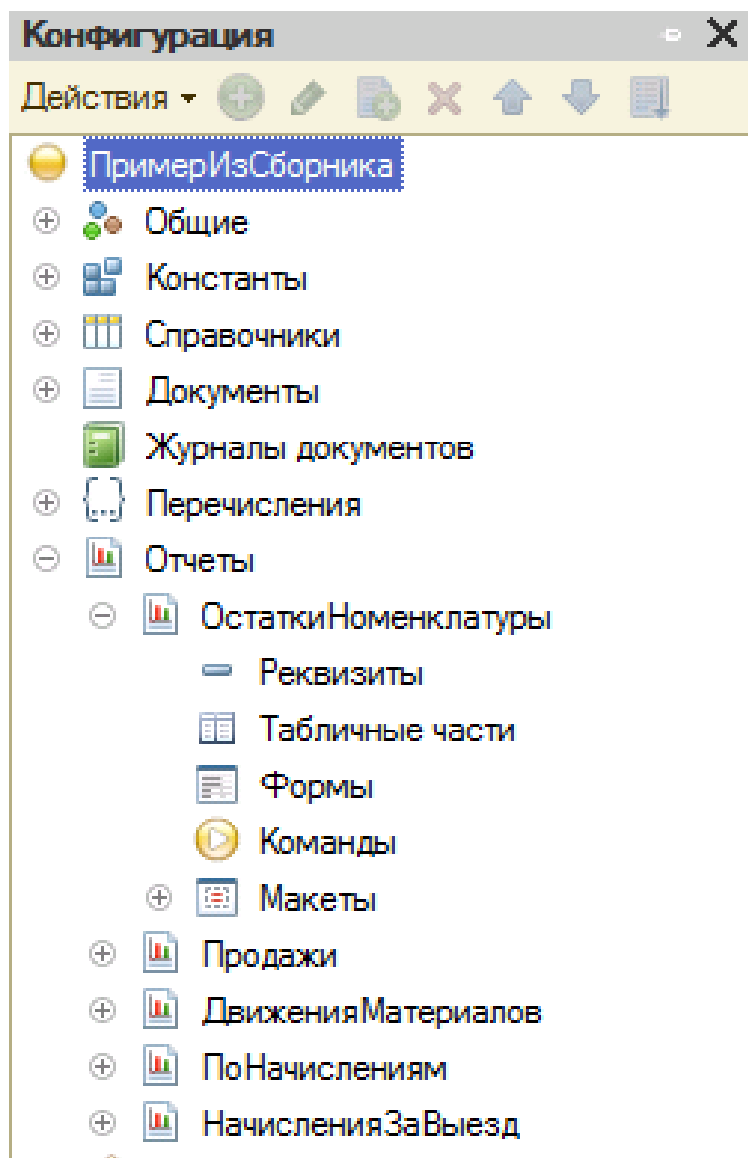 Конфигурация
Действия
ПримерИзСборника
Общие
Константы
Справочники
Документы
Журналы документов
Перечисления
Отчеты
ОстаткиНоменклатуры
Реквизиты
Табличные части
Формы
Команды
Макеты
Продажи
ДвиженияМатериалов
ПоНачислениям
НачисленияЗаВыезд